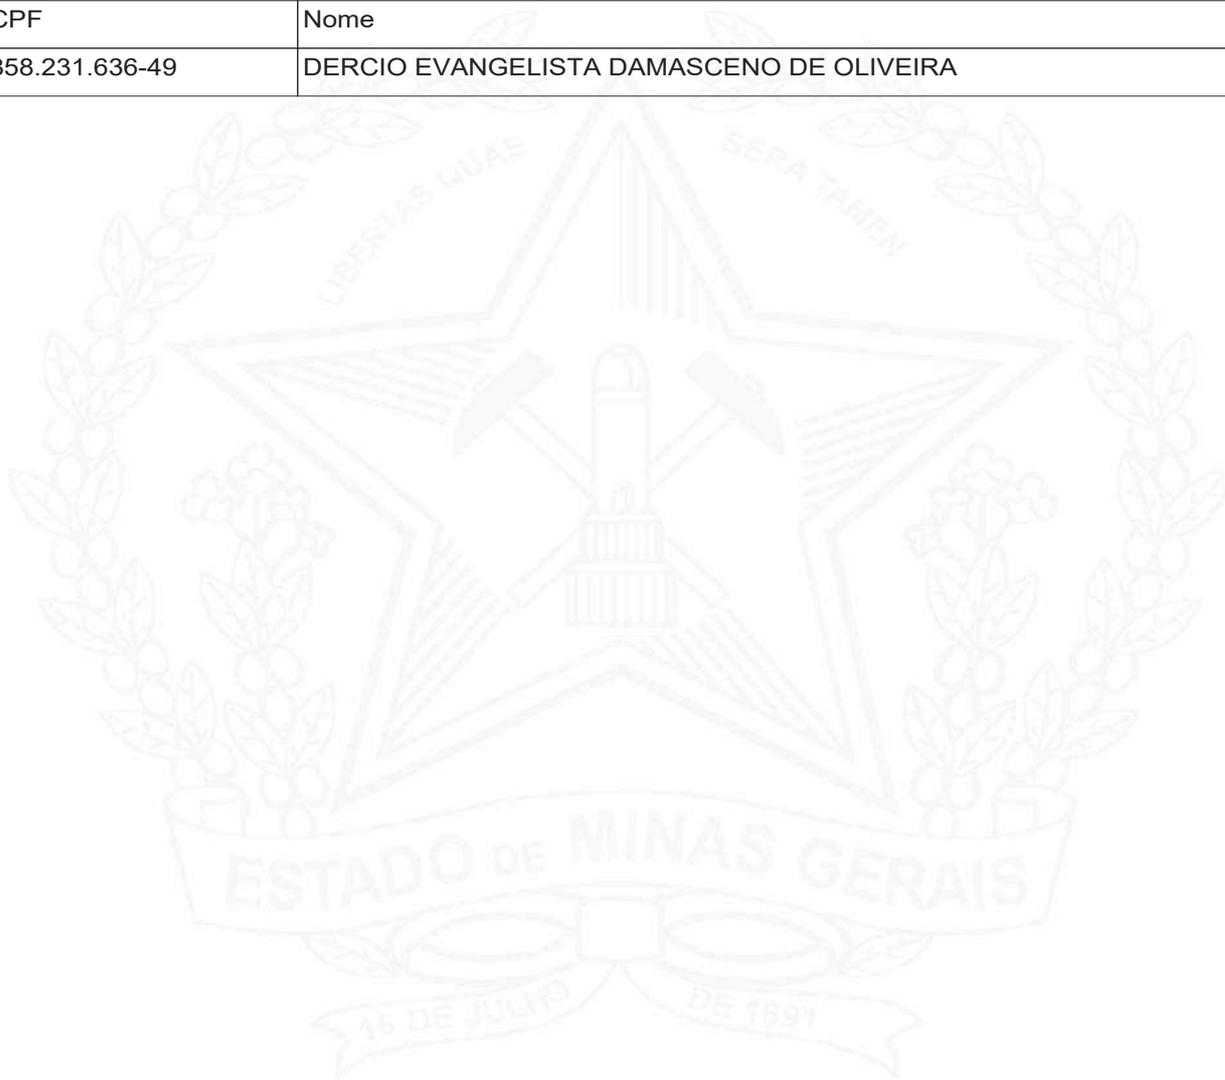 CPF Nome
358.231.636-49 DERCIO EVANGELISTA DAMASCENO DE OLIVEIRA
LIBERTAS QUAE SERA TAMEN
ESTADO DE MINAS GERAIS
15 DE JULHO DE 1891